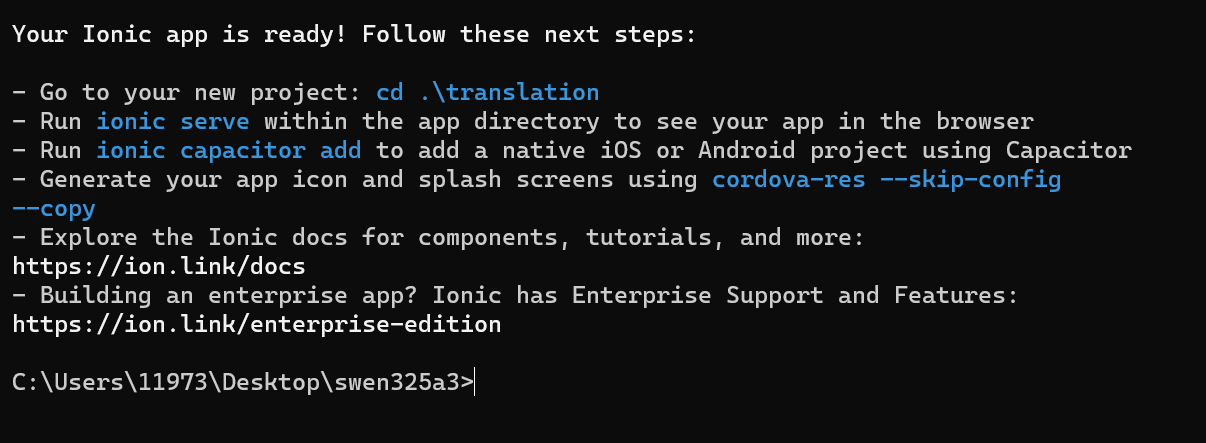 Your Ionic app is ready! Follow these next steps:
- Go to your new project: cd .\translation
- Run ionic serve within the app directory to see your app in the browser
- Run ionic capacitor add to add a native iOS or Android project using Capacitor
- Generate your app icon and splash screens using cordova-res --skip-config
--copy
- Explore the Ionic docs for components, tutorials, and more:
https://ion.link/docs
- Building an enterprise app? Ionic has Enterprise Support and Features:
https://ion.link/enterprise-edition
C:\Users\11973\Desktop\swen325a3>